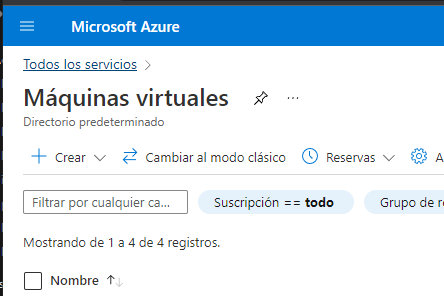 Microsoft Azure
Todos los servicios
Máquinas virtuales
Directorio predeterminado
Crear Cambiar al modo clásico Reservas
Filtrar por cualquier ca... Suscripción == todo Grupo de
Mostrando de 1 a 4 de 4 registros.
Nombre